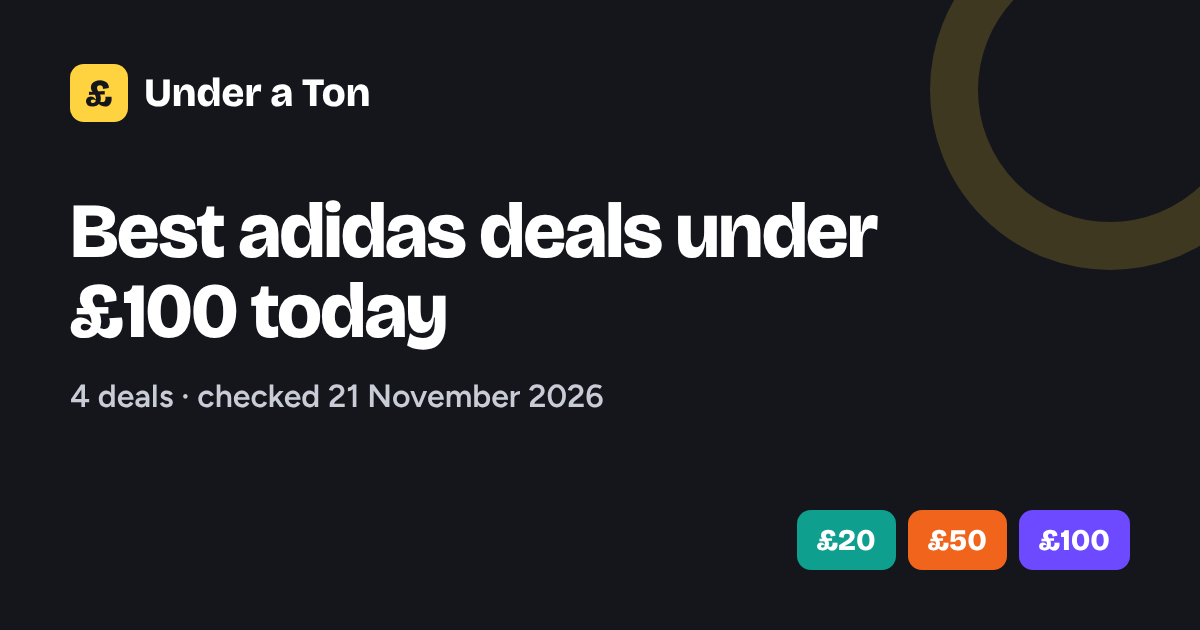 £
Under a Ton
Best adidas deals under
£100 today
4 deals · checked 21 November 2026
£20
£50
£100